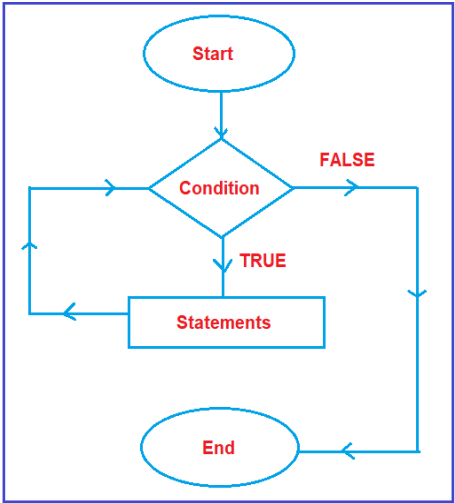 Start
FALSE
Condition
TRUE
Statements
End